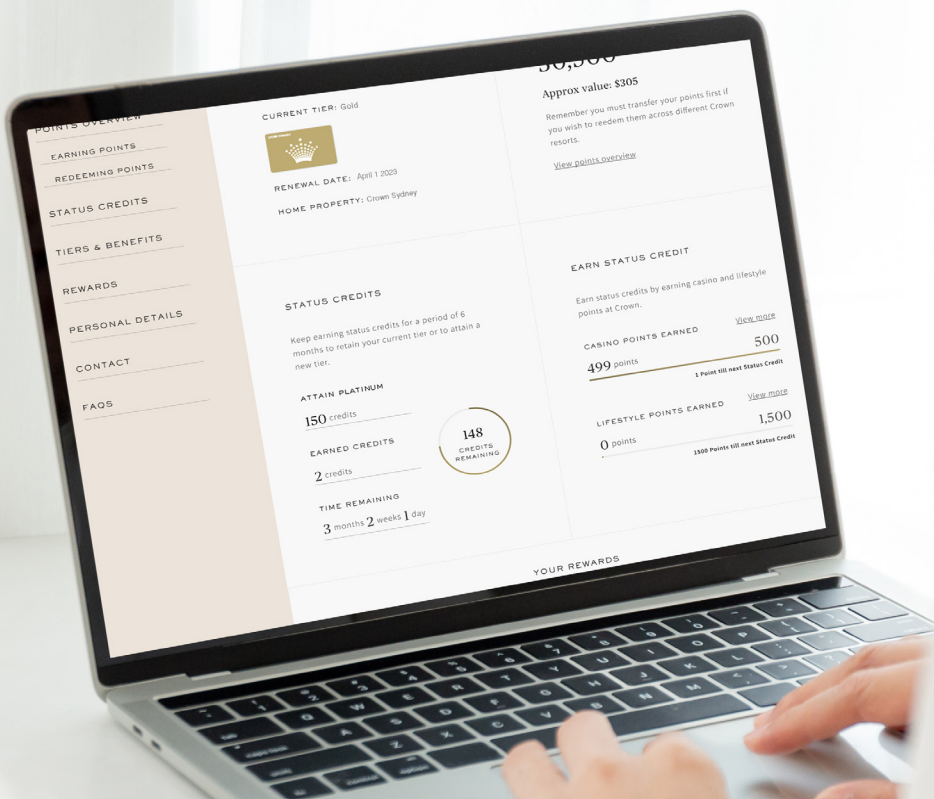 POINTS OVERVIEW
EARNING POINTS
REDEEMING POINTS
STATUS CREDITS
TIERS & BENEFITS
REWARDS
PERSONAL DETAILS
CONTACT
FAQS
CURRENT TIER: Gold
RENEWAL DATE: April 1 2023
HOME PROPERTY: Crown Sydney
Approx value: $305
Remember you must transfer your points first if
you wish to redeem them across different Crown
resorts.
View points overview
STATUS CREDITS
Keep earning status credits for a period of 6
months to retain your current tier or to attain a
new tier.
ATTAIN PLATINUM
150 credits
EARNED CREDITS
2 credits
TIME REMAINING
3 months 2 weeks 1 day
148
CREDITS
REMAINING
EARN STATUS CREDIT
Earn status credits by earning casino and lifestyle
points at Crown.
View more
CASINO POINTS EARNED
499 points 500
1 Point till next Status Credit
View more
LIFESTYLE POINTS EARNED
0 points 1,500
1500 Points till next Status Credit
YOUR REWARDS